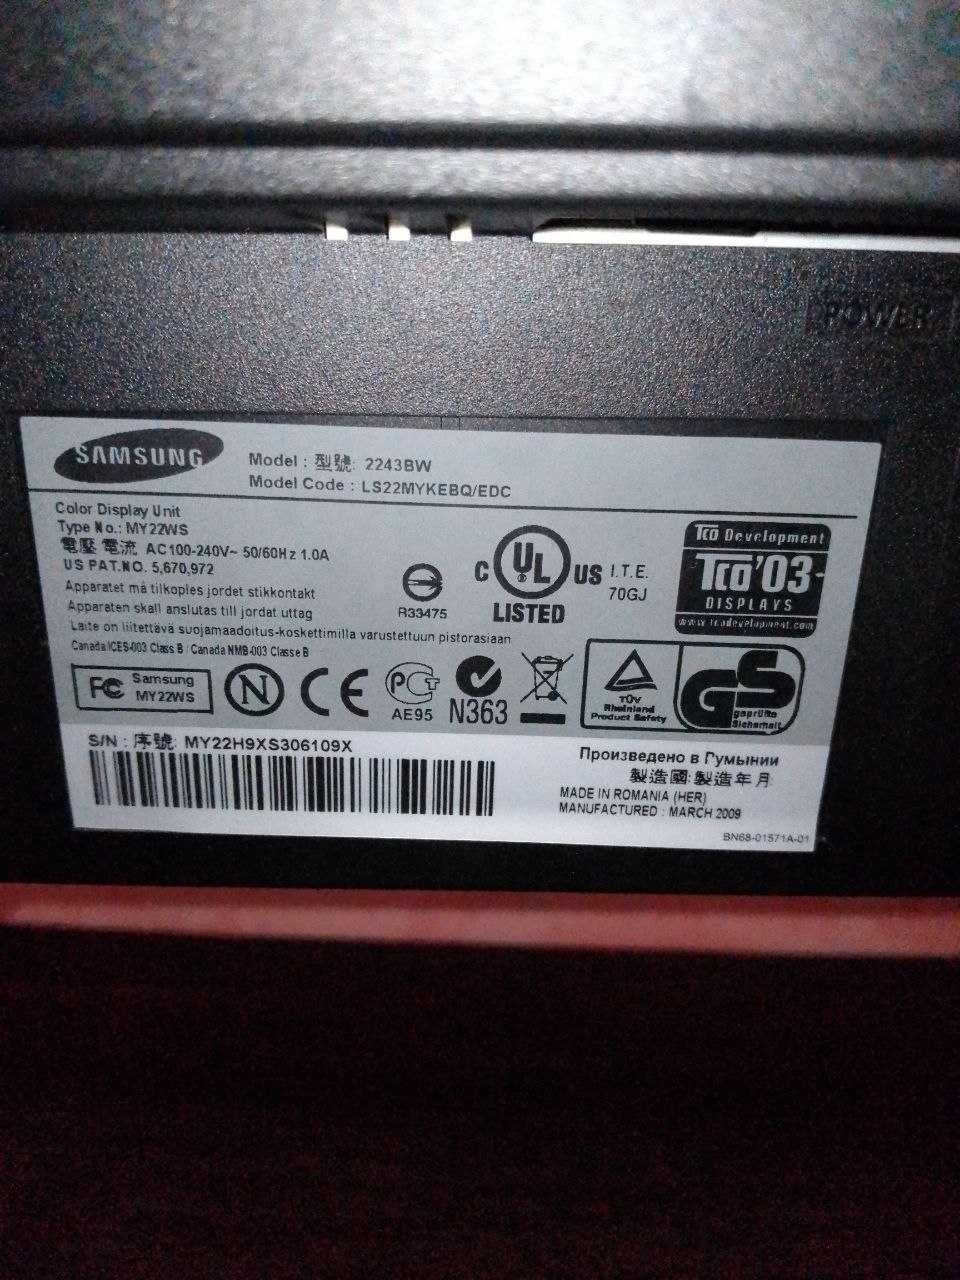 POWER
SAMSUNG
Model : 型號: 2243BW
Model Code : LS22MYKEBQ/EDC
Color Display Unit
Type No.: MY22WS
電壓 電流 AC100-240V~ 50/60Hz 1.0A
US PAT.NO. 5,670,972
Apparatet må tilkoples jordet stikkontakt
Apparaten skall anslutas till jordat uttag
Laite on liitettävä suojamaadoitus-koskettimilla varustettuun pistorasiaan
Canada ICES-003 Class B / Canada NMB-003 Classe B
R33475
C UL US
LISTED
I.T.E.
70GJ
TCO Development
TCO'03
DISPLAYS
www.tcodevelopment.com
FC Samsung
MY22WS
N
CE
РСТ
AE95
N363
TÜV
Rheinland
Product Safety
GS
geprüfte
Sicherheit
S/N : 序號: MY22H9XS306109X
Произведено в Румынии
製造國:製造年月
MADE IN ROMANIA (HER)
MANUFACTURED : MARCH 2009
BN68-01571A-01